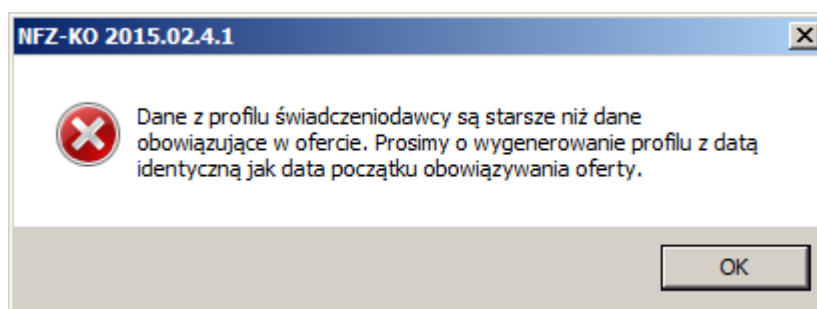 NFZ-KO 2015.02.4.1
Dane z profilu świadczeniodawcy są starsze niż dane
obowiązujące w ofercie. Prosimy o wygenerowanie profilu z datą
identyczną jak data początku obowiązywania oferty.
OK